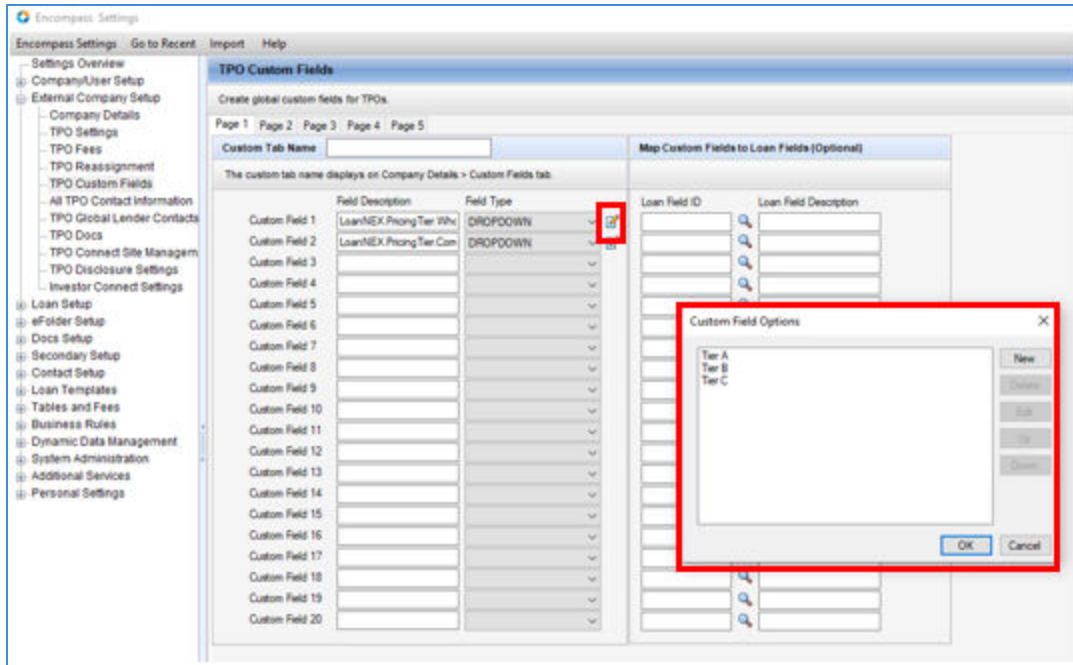 Encompass Settings
Encompass Settings Go to Recent Import Help
Settings Overview
Company/User Setup
External Company Setup
Company Details
TPO Settings
TPO Fees
TPO Reassignment
TPO Custom Fields
All TPO Contact Information
TPO Global Lender Contacts
TPO Docs
TPO Connect Site Managem
TPO Disclosure Settings
Investor Connect Settings
Loan Setup
eFolder Setup
Docs Setup
Secondary Setup
Contact Setup
Loan Templates
Tables and Fees
Business Rules
Dynamic Data Management
System Administration
Additional Services
Personal Settings
TPO Custom Fields
Create global custom fields for TPOs.
Page 1 Page 2 Page 3 Page 4 Page 5
Custom Tab Name
The custom tab name displays on Company Details > Custom Fields tab.
Field Description Field Type
Custom Field 1 LoanNEX.PricingTier.Who DROPDOWN
Custom Field 2 LoanNEX.PricingTier.Corr DROPDOWN
Custom Field 3
Custom Field 4
Custom Field 5
Custom Field 6
Custom Field 7
Custom Field 8
Custom Field 9
Custom Field 10
Custom Field 11
Custom Field 12
Custom Field 13
Custom Field 14
Custom Field 15
Custom Field 16
Custom Field 17
Custom Field 18
Custom Field 19
Custom Field 20
Map Custom Fields to Loan Fields (Optional)
Loan Field ID Loan Field Description
Custom Field Options
Tier A
Tier B
Tier C
New
Delete
Edit
Up
Down
OK Cancel